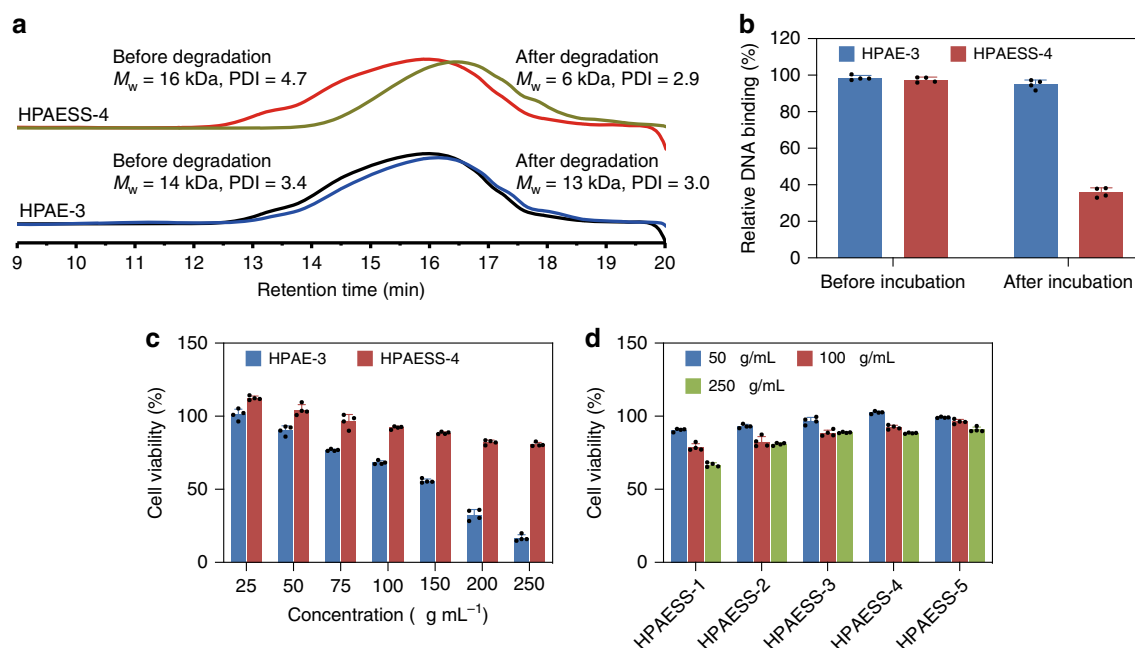 a
Before degradation
Mw = 16 kDa, PDI = 4.7
After degradation
Mw = 6 kDa, PDI = 2.9
HPAESS-4
Before degradation
Mw = 14 kDa, PDI = 3.4
After degradation
Mw = 13 kDa, PDI = 3.0
HPAE-3
9 10 11 12 13 14 15 16 17 18 19 20
Retention time (min)
b
HPAE-3 HPAESS-4
Relative DNA binding (%)
120
100
80
60
40
20
0
Before incubation After incubation
c
HPAE-3 HPAESS-4
Cell viability (%)
150
100
50
0
25 50 75 100 150 200 250
Concentration ( g mL⁻¹)
d
50 g/mL 100 g/mL
250 g/mL
Cell viability (%)
150
100
50
0
HPAESS-1
HPAESS-2
HPAESS-3
HPAESS-4
HPAESS-5